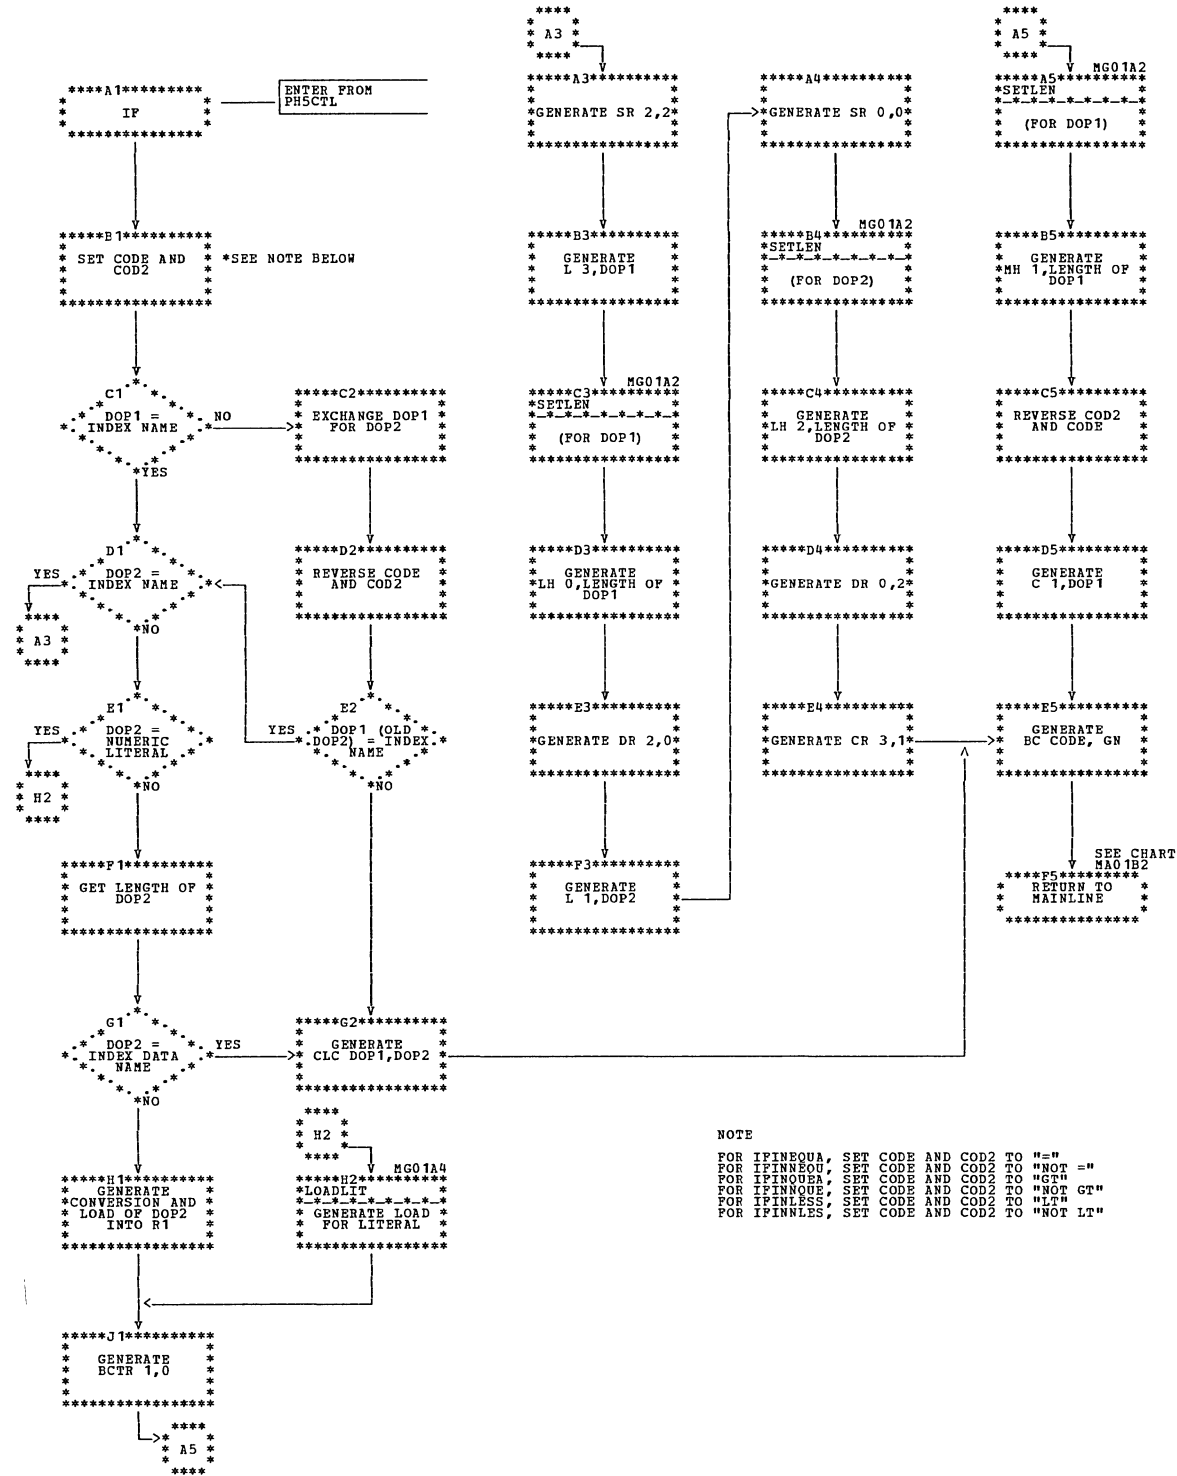 A1
IF
ENTER FROM
PH5CTL
B1
SET CODE AND
COD2
*SEE NOTE BELOW
C1
DOP1 =
INDEX NAME
NO
YES
C2
EXCHANGE DOP1
FOR DOP2
D1
DOP2 =
INDEX NAME
YES
NO
A3
D2
REVERSE CODE
AND COD2
E1
DOP2 =
NUMERIC
LITERAL
YES
NO
H2
E2
DOP1 (OLD
DOP2) = INDEX
NAME
YES
NO
F1
GET LENGTH OF
DOP2
G1
DOP2 =
INDEX DATA
NAME
YES
NO
G2
GENERATE
CLC DOP1,DOP2
H1
GENERATE
CONVERSION AND
LOAD OF DOP2
INTO R1
H2
MG01A4
H2
LOADLIT
GENERATE LOAD
FOR LITERAL
J1
GENERATE
BCTR 1,0
A5
A3
A3
GENERATE SR 2,2
B3
GENERATE
L 3,DOP1
MG01A2
C3
SETLEN
(FOR DOP1)
D3
GENERATE
LH 0,LENGTH OF
DOP1
E3
GENERATE DR 2,0
F3
GENERATE
L 1,DOP2
A4
GENERATE SR 0,0
MG01A2
B4
SETLEN
(FOR DOP2)
C4
GENERATE
LH 2,LENGTH OF
DOP2
D4
GENERATE DR 0,2
E4
GENERATE CR 3,1
A5
MG01A2
A5
SETLEN
(FOR DOP1)
B5
GENERATE
MH 1,LENGTH OF
DOP1
C5
REVERSE COD2
AND CODE
D5
GENERATE
C 1,DOP1
E5
GENERATE
BC CODE, GN
SEE CHART
MA01B2
F5
RETURN TO
MAINLINE
NOTE
FOR IFINEQUA, SET CODE AND COD2 TO "="
FOR IFINNEQU, SET CODE AND COD2 TO "NOT ="
FOR IFINQUEA, SET CODE AND COD2 TO "GT"
FOR IFINNQUE, SET CODE AND COD2 TO "NOT GT"
FOR IFINLESS, SET CODE AND COD2 TO "LT"
FOR IFINNLES, SET CODE AND COD2 TO "NOT LT"